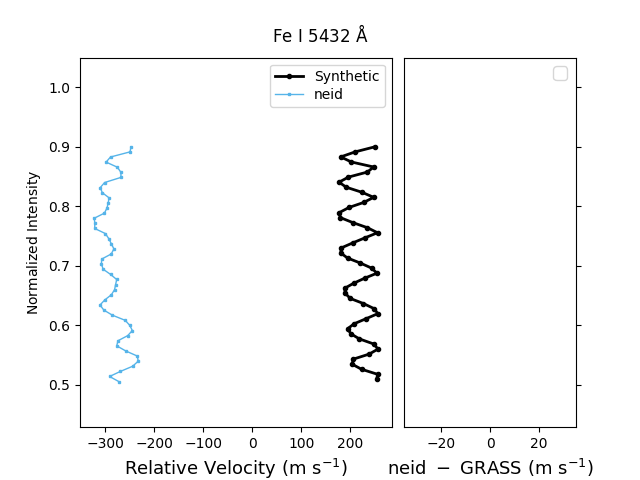 Fe I 5432 Å
Synthetic
neid
1.0
0.9
0.8
0.7
0.6
0.5
Normalized Intensity
−300 −200 −100 0 100 200
−20 0 20
Relative Velocity (m s⁻¹)
neid − GRASS (m s⁻¹)